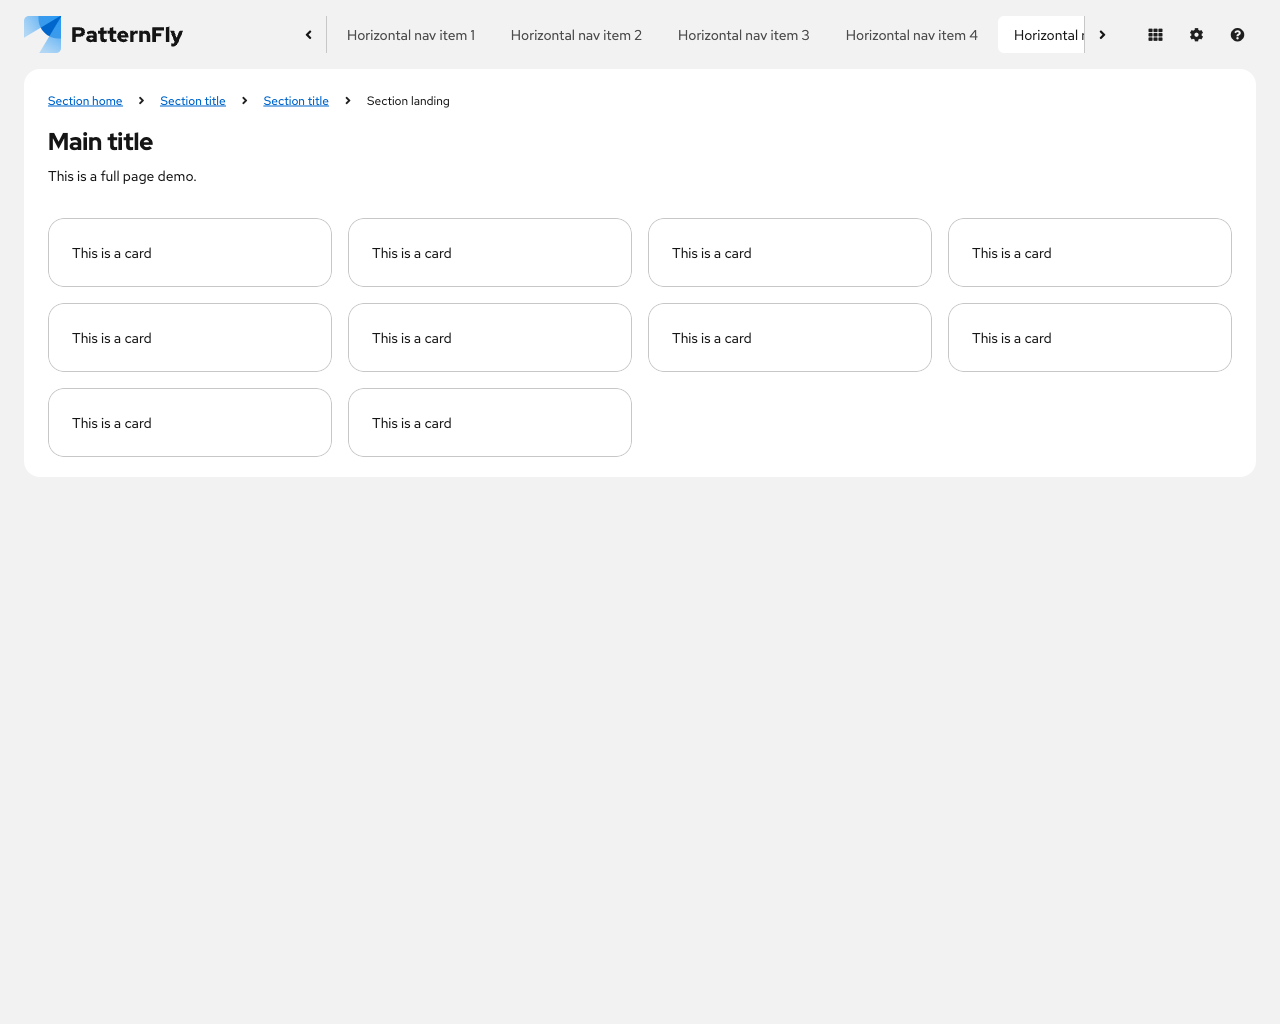 PatternFly
Horizontal nav item 1 Horizontal nav item 2 Horizontal nav item 3 Horizontal nav item 4 Horizontal
Section home Section title Section title Section landing
Main title
This is a full page demo.
This is a card This is a card This is a card This is a card
This is a card This is a card This is a card This is a card
This is a card This is a card